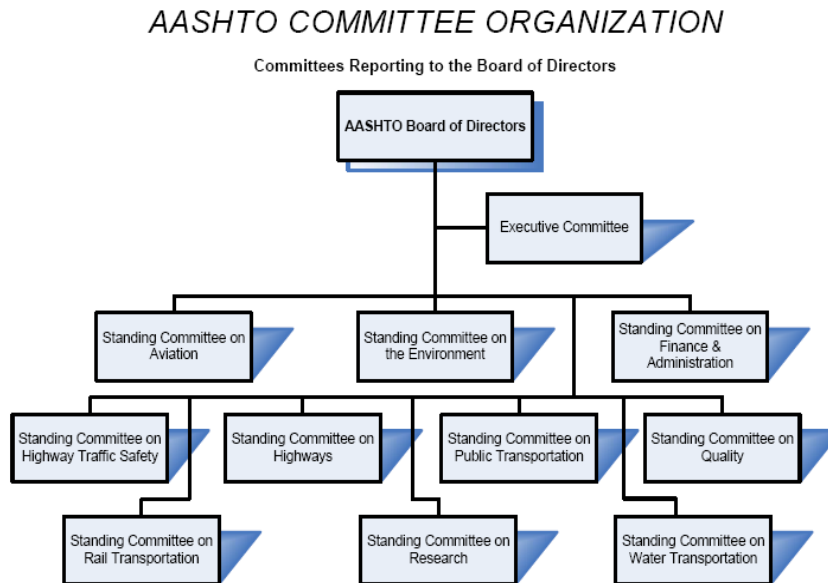 AASHTO COMMITTEE ORGANIZATION
Committees Reporting to the Board of Directors
AASHTO Board of Directors
Executive Committee
Standing Committee on
Aviation
Standing Committee on
the Environment
Standing Committee on
Finance &
Administration
Standing Committee on
Highway Traffic Safety
Standing Committee on
Highways
Standing Committee on
Public Transportation
Standing Committee on
Quality
Standing Committee on
Rail Transportation
Standing Committee on
Research
Standing Committee on
Water Transportation